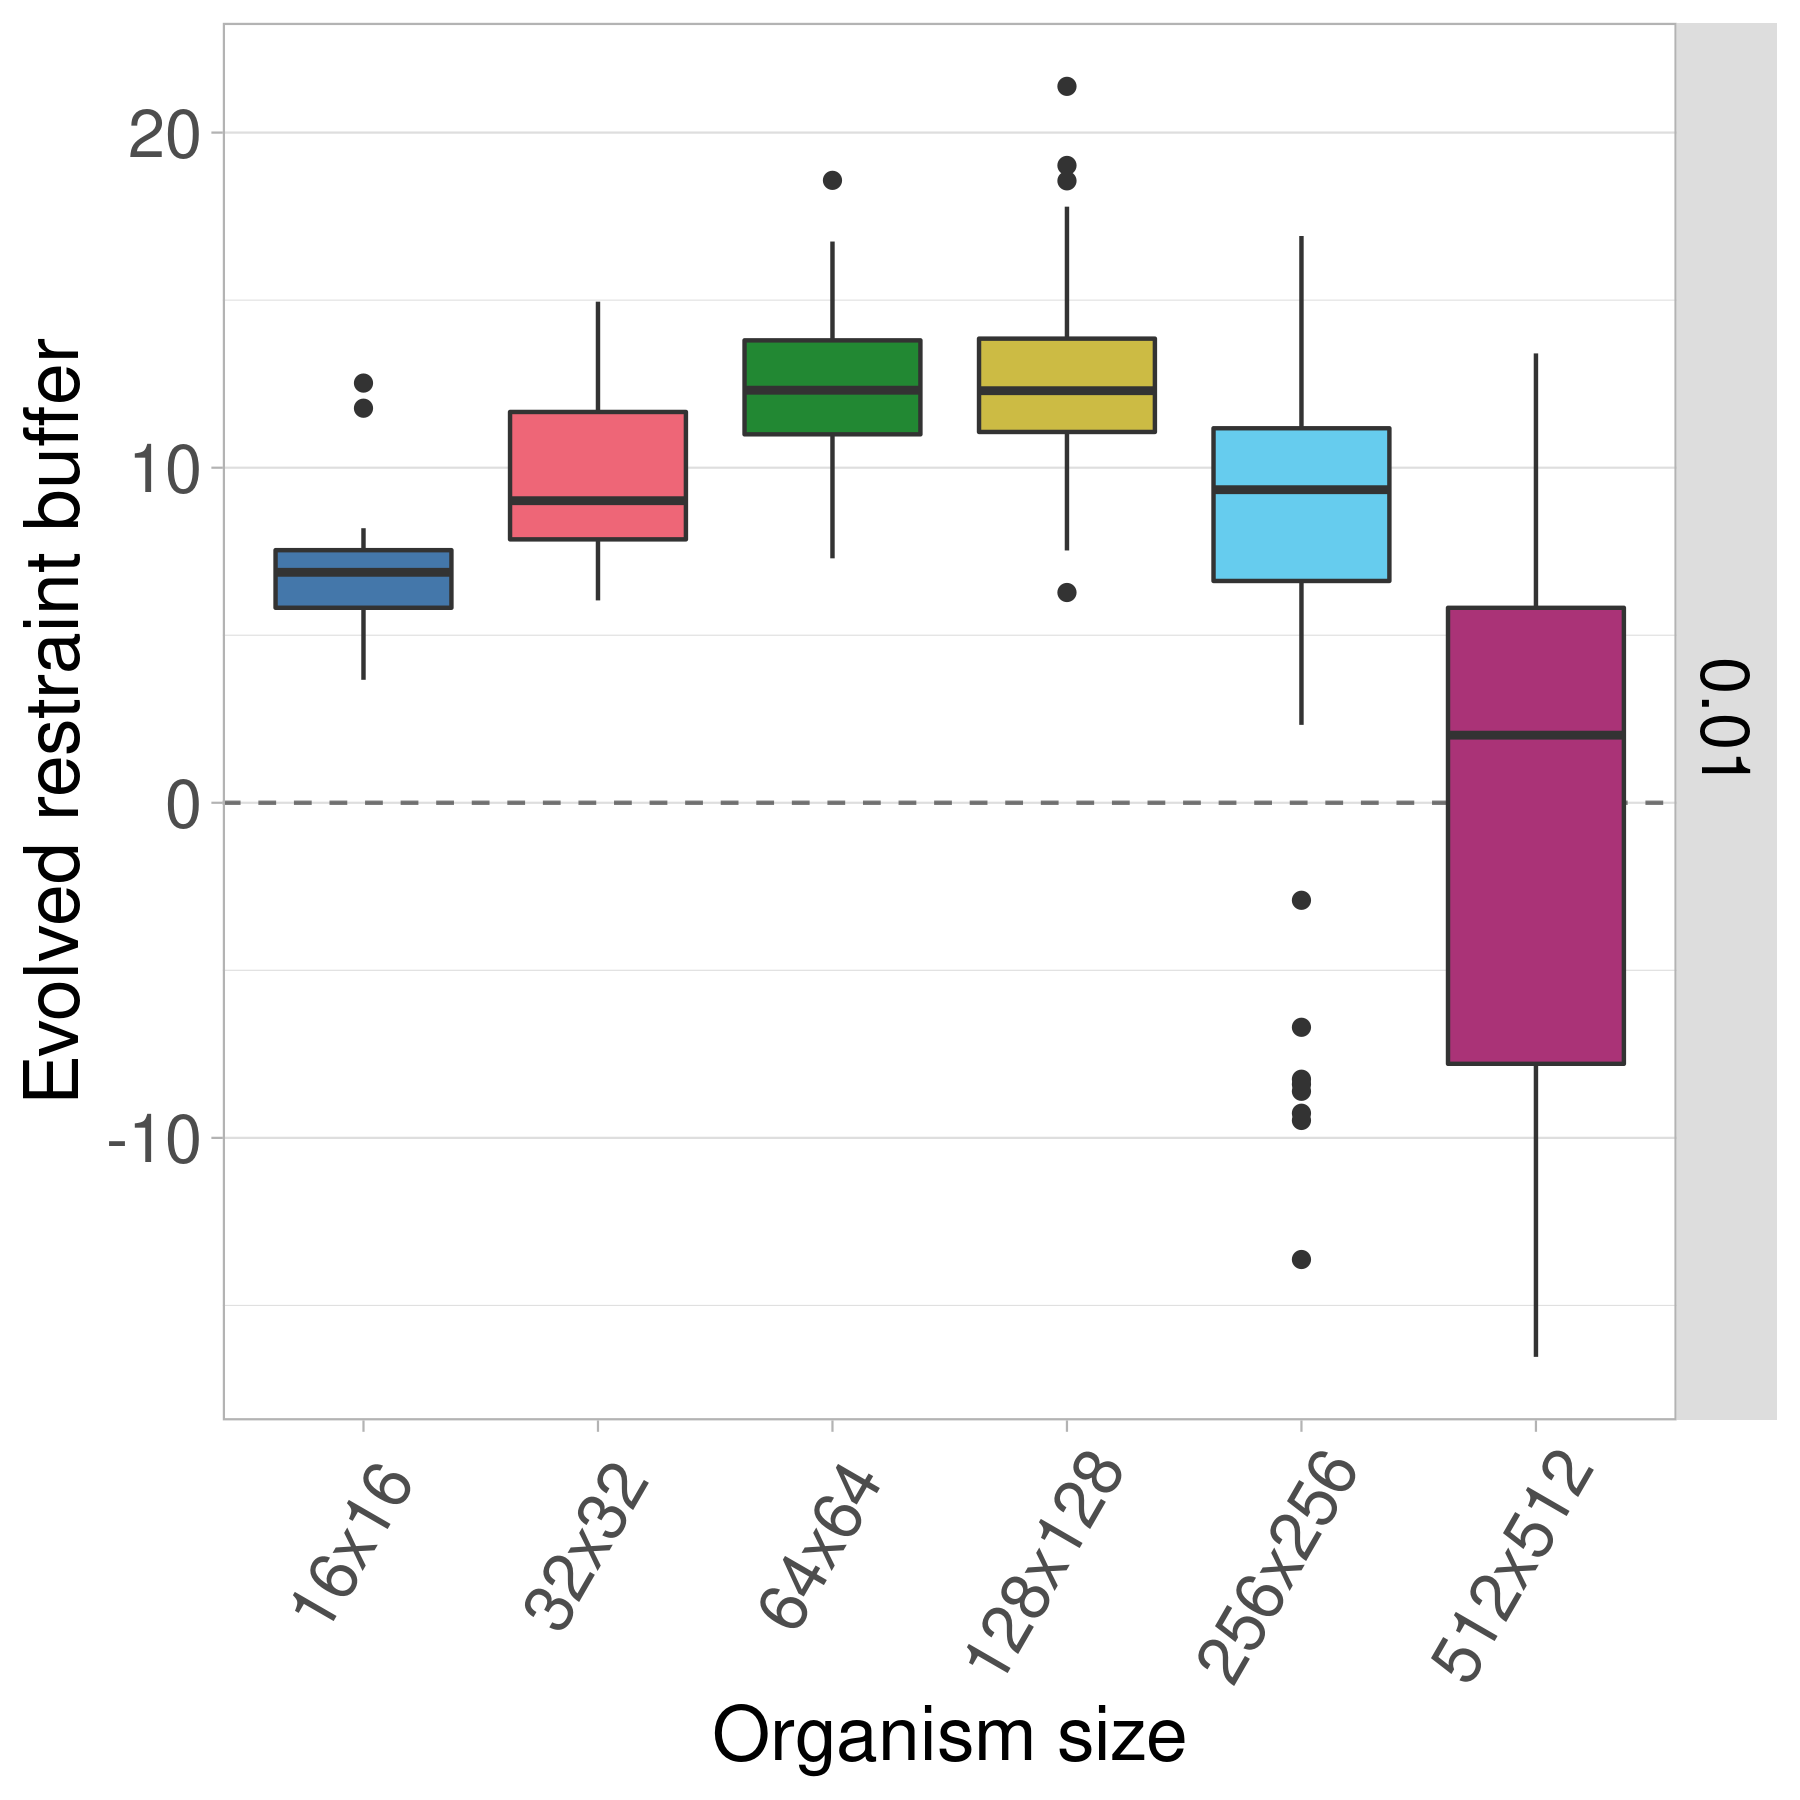 Evolved restraint buffer
20
10
0
-10
0.01
16x16
32x32
64x64
128x128
256x256
512x512
Organism size